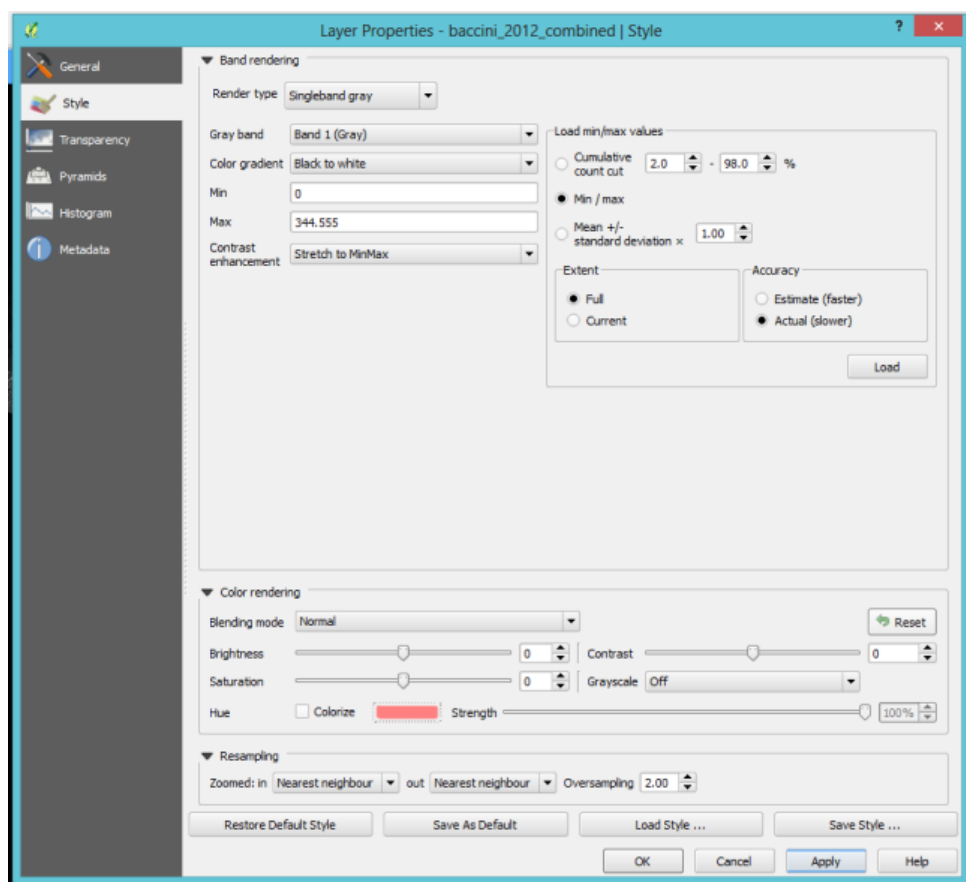 Layer Properties - baccini_2012_combined | Style
?
General
Style
Transparency
Pyramids
Histogram
Metadata
Band rendering
Render type Singleband gray
Gray band Band 1 (Gray)
Color gradient Black to white
Min 0
Max 344.555
Contrast
enhancement Stretch to MinMax
Load min/max values
Cumulative
count cut 2.0 - 98.0 %
Min / max
Mean +/-
standard deviation × 1.00
Extent
Full
Current
Accuracy
Estimate (faster)
Actual (slower)
Load
Color rendering
Blending mode Normal Reset
Brightness 0 Contrast 0
Saturation 0 Grayscale Off
Hue Colorize Strength 100%
Resampling
Zoomed: in Nearest neighbour out Nearest neighbour Oversampling 2.00
Restore Default Style Save As Default Load Style ... Save Style ...
OK Cancel Apply Help